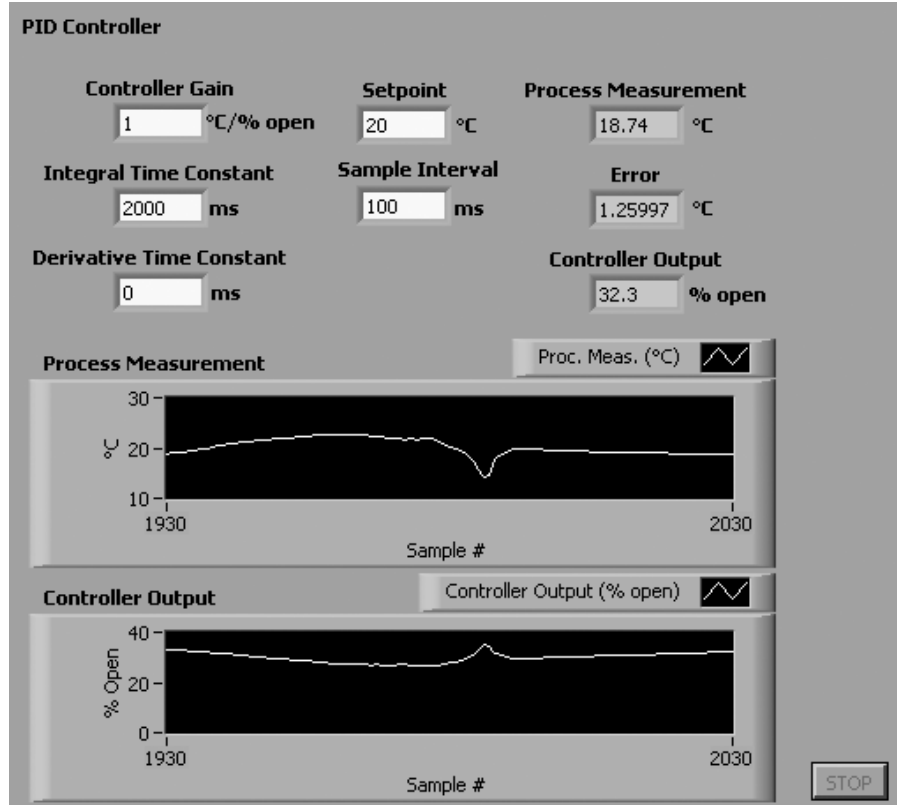 PID Controller
Controller Gain
1 °C/% open
Setpoint
20 °C
Process Measurement
18.74 °C
Integral Time Constant
2000 ms
Sample Interval
100 ms
Error
1.25997 °C
Derivative Time Constant
0 ms
Controller Output
32.3 % open
Process Measurement
Proc. Meas. (°C)
30
20
10
°C
1930
2030
Sample #
Controller Output
Controller Output (% open)
40
20
0
% Open
1930
2030
Sample #
STOP